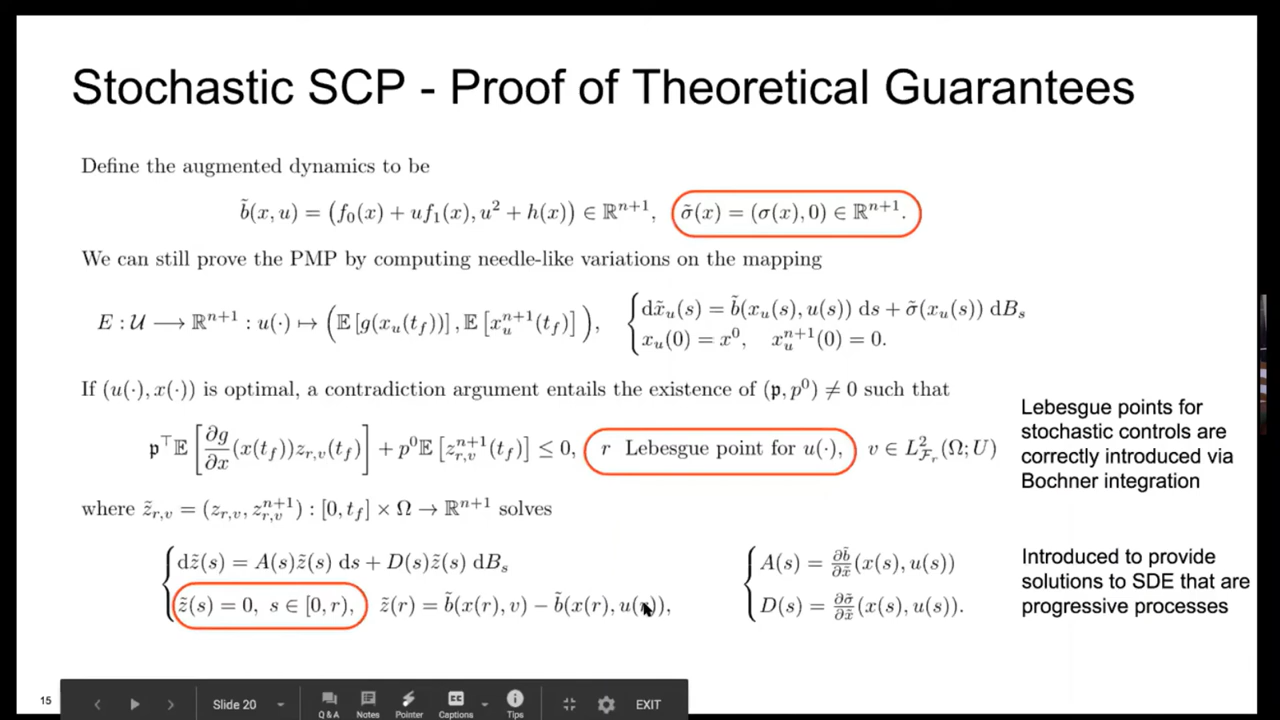 Stochastic SCP - Proof of Theoretical Guarantees
Define the augmented dynamics to be
b̃(x, u) = (f₀(x) + uf₁(x), u² + h(x)) ∈ ℝⁿ⁺¹, σ̃(x) = (σ(x), 0) ∈ ℝⁿ⁺¹.
We can still prove the PMP by computing needle-like variations on the mapping
E : 𝒰 ⟶ ℝⁿ⁺¹ : u(·) ↦ (𝔼[g(x_u(t_f))], 𝔼[x_u^{n+1}(t_f)]), { dx̃_u(s) = b̃(x_u(s), u(s)) ds + σ̃(x_u(s)) dB_s
x_u(0) = x⁰, x_u^{n+1}(0) = 0.
If (u(·), x(·)) is optimal, a contradiction argument entails the existence of (𝔭, p⁰) ≠ 0 such that
𝔭^⊤𝔼[∂g/∂x (x(t_f))z_{r,v}(t_f)] + p⁰𝔼[z_{r,v}^{n+1}(t_f)] ≤ 0, r Lebesgue point for u(·), v ∈ L²_{ℱ_r}(Ω; U)
Lebesgue points for
stochastic controls are
correctly introduced via
Bochner integration
where z̃_{r,v} = (z_{r,v}, z_{r,v}^{n+1}) : [0, t_f] × Ω → ℝⁿ⁺¹ solves
{ dz̃(s) = A(s)z̃(s) ds + D(s)z̃(s) dB_s
z̃(s) = 0, s ∈ [0, r), z̃(r) = b̃(x(r), v) − b̃(x(r), u(r)),
{ A(s) = ∂b̃/∂x̃ (x(s), u(s))
D(s) = ∂σ̃/∂x̃ (x(s), u(s)).
Introduced to provide
solutions to SDE that are
progressive processes
15
Slide 20
Q & A Notes Pointer Captions Tips EXIT